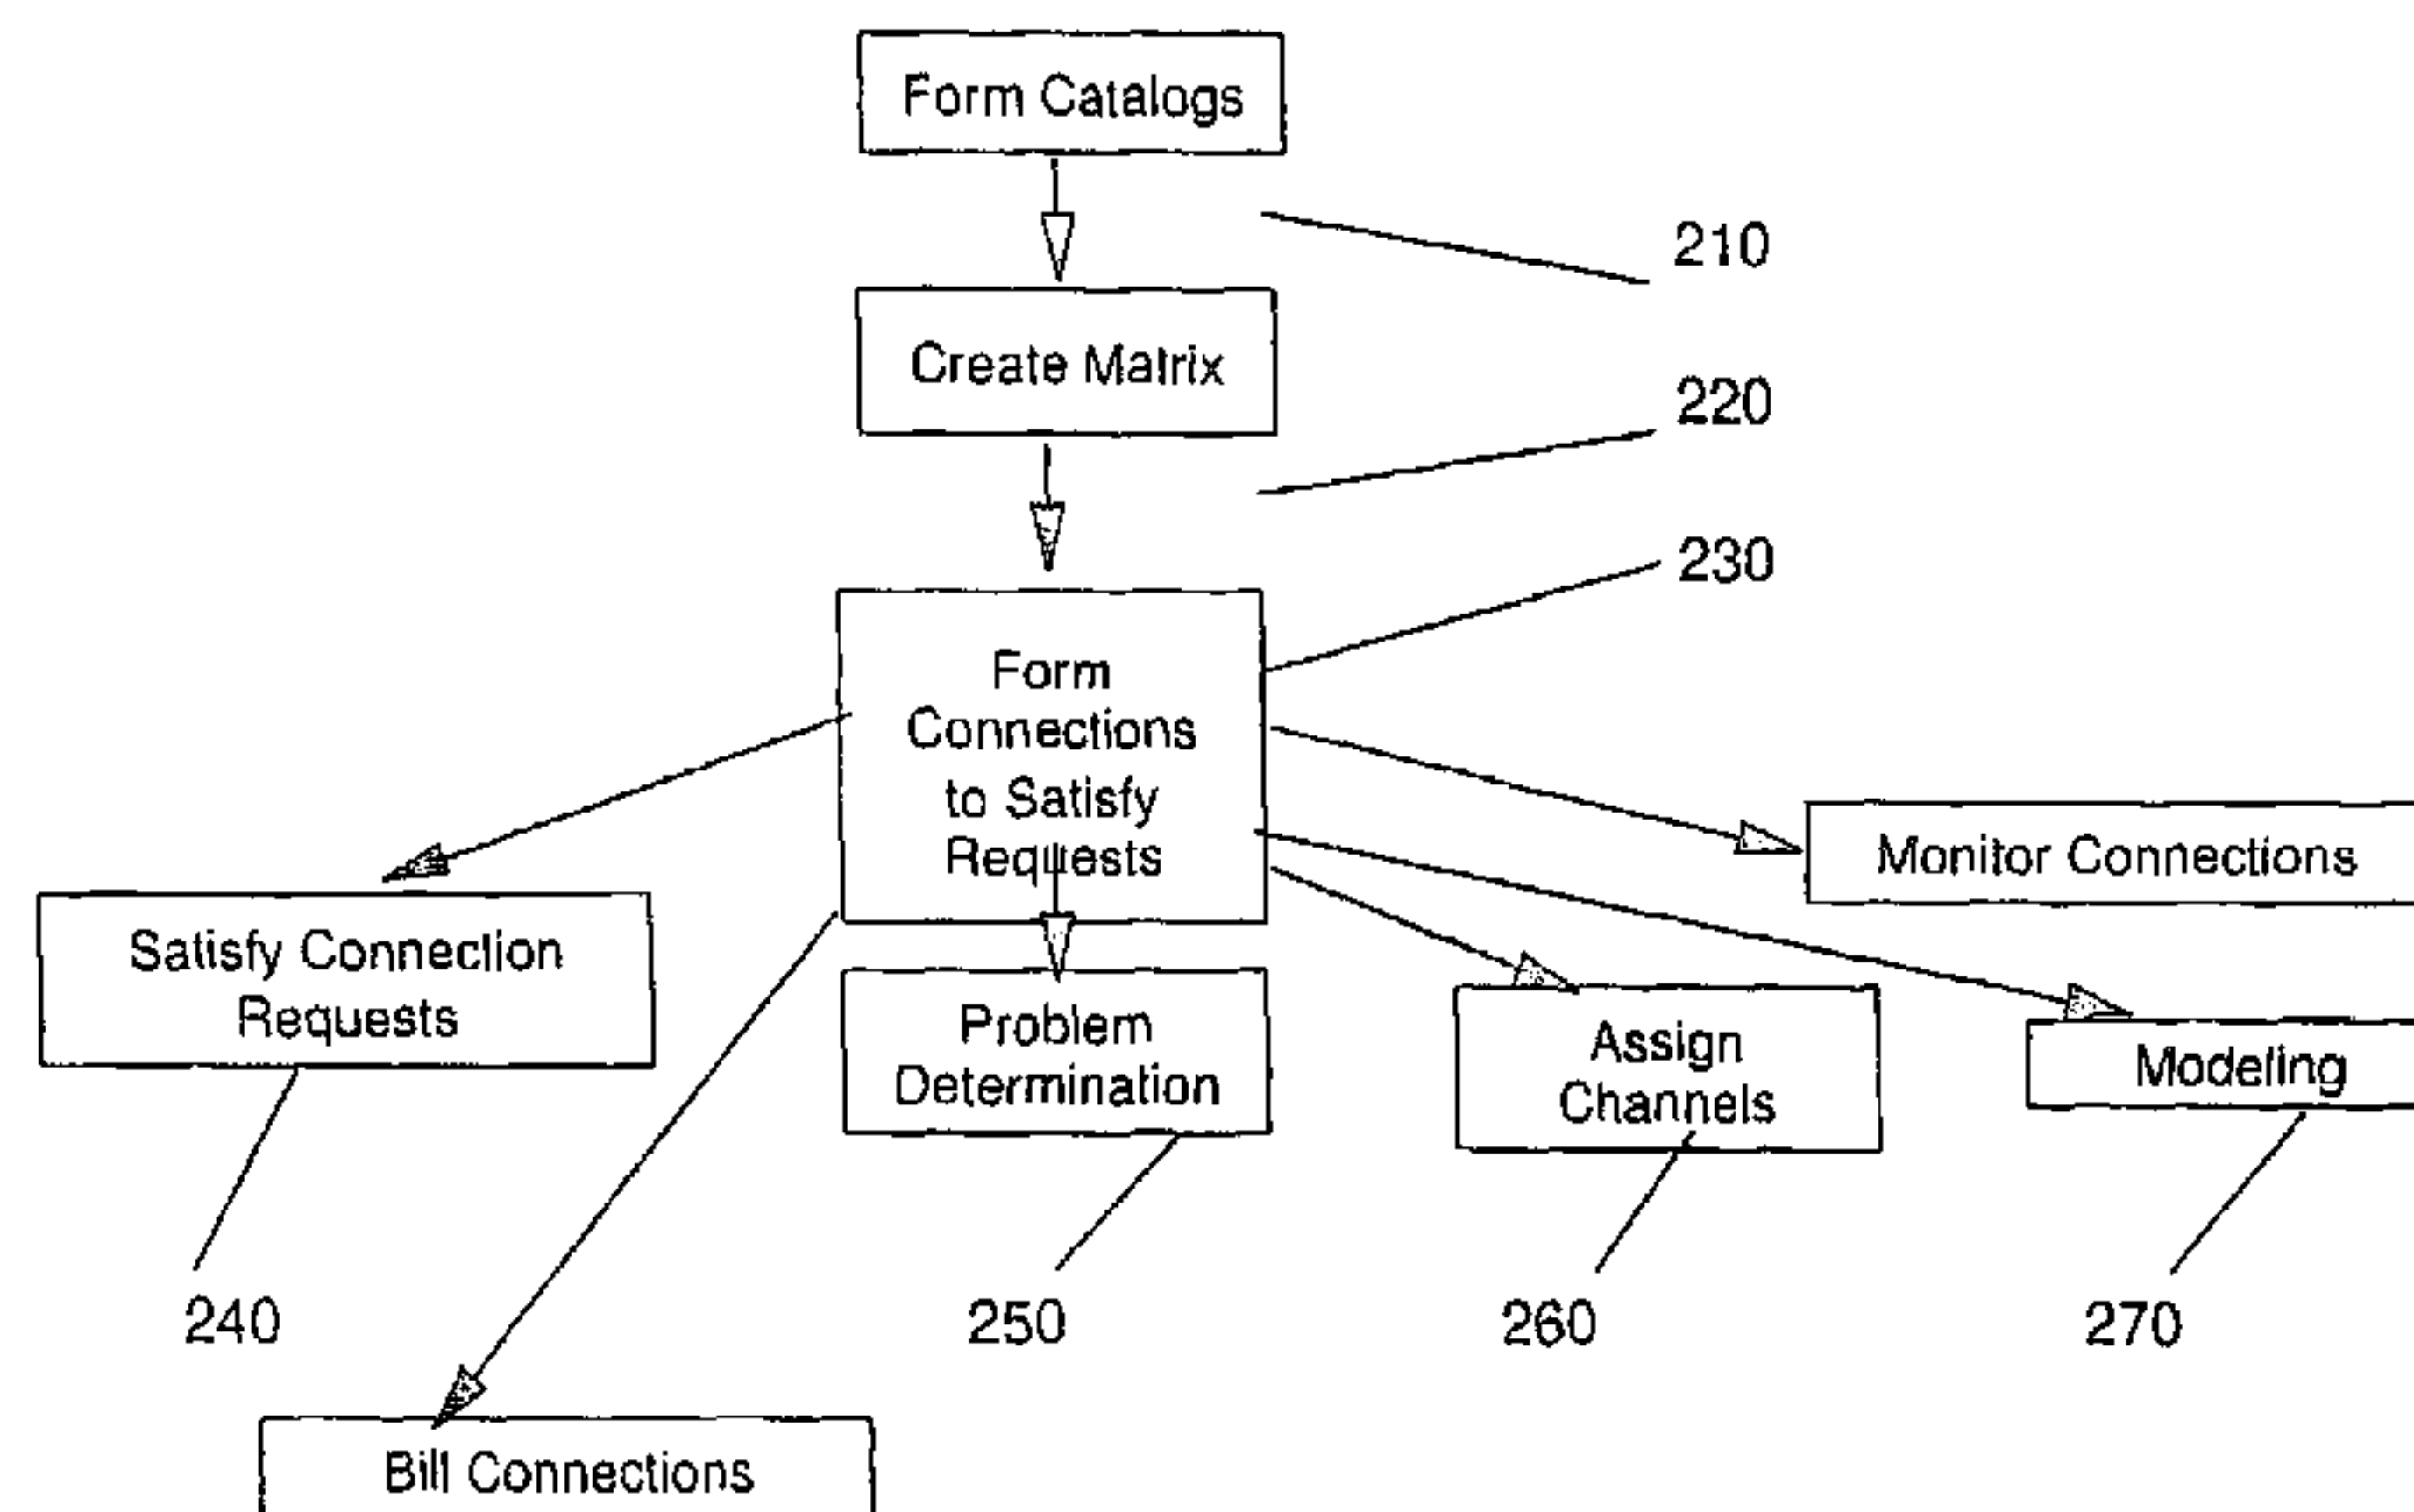 Form Catalogs
210
Create Matrix
220
230
Form
Connections
to Satisfy
Requests
Monitor Connections
Satisfy Connection
Requests
Problem
Determination
Assign
Channels
Modeling
240
250
260
270
Bill Connections